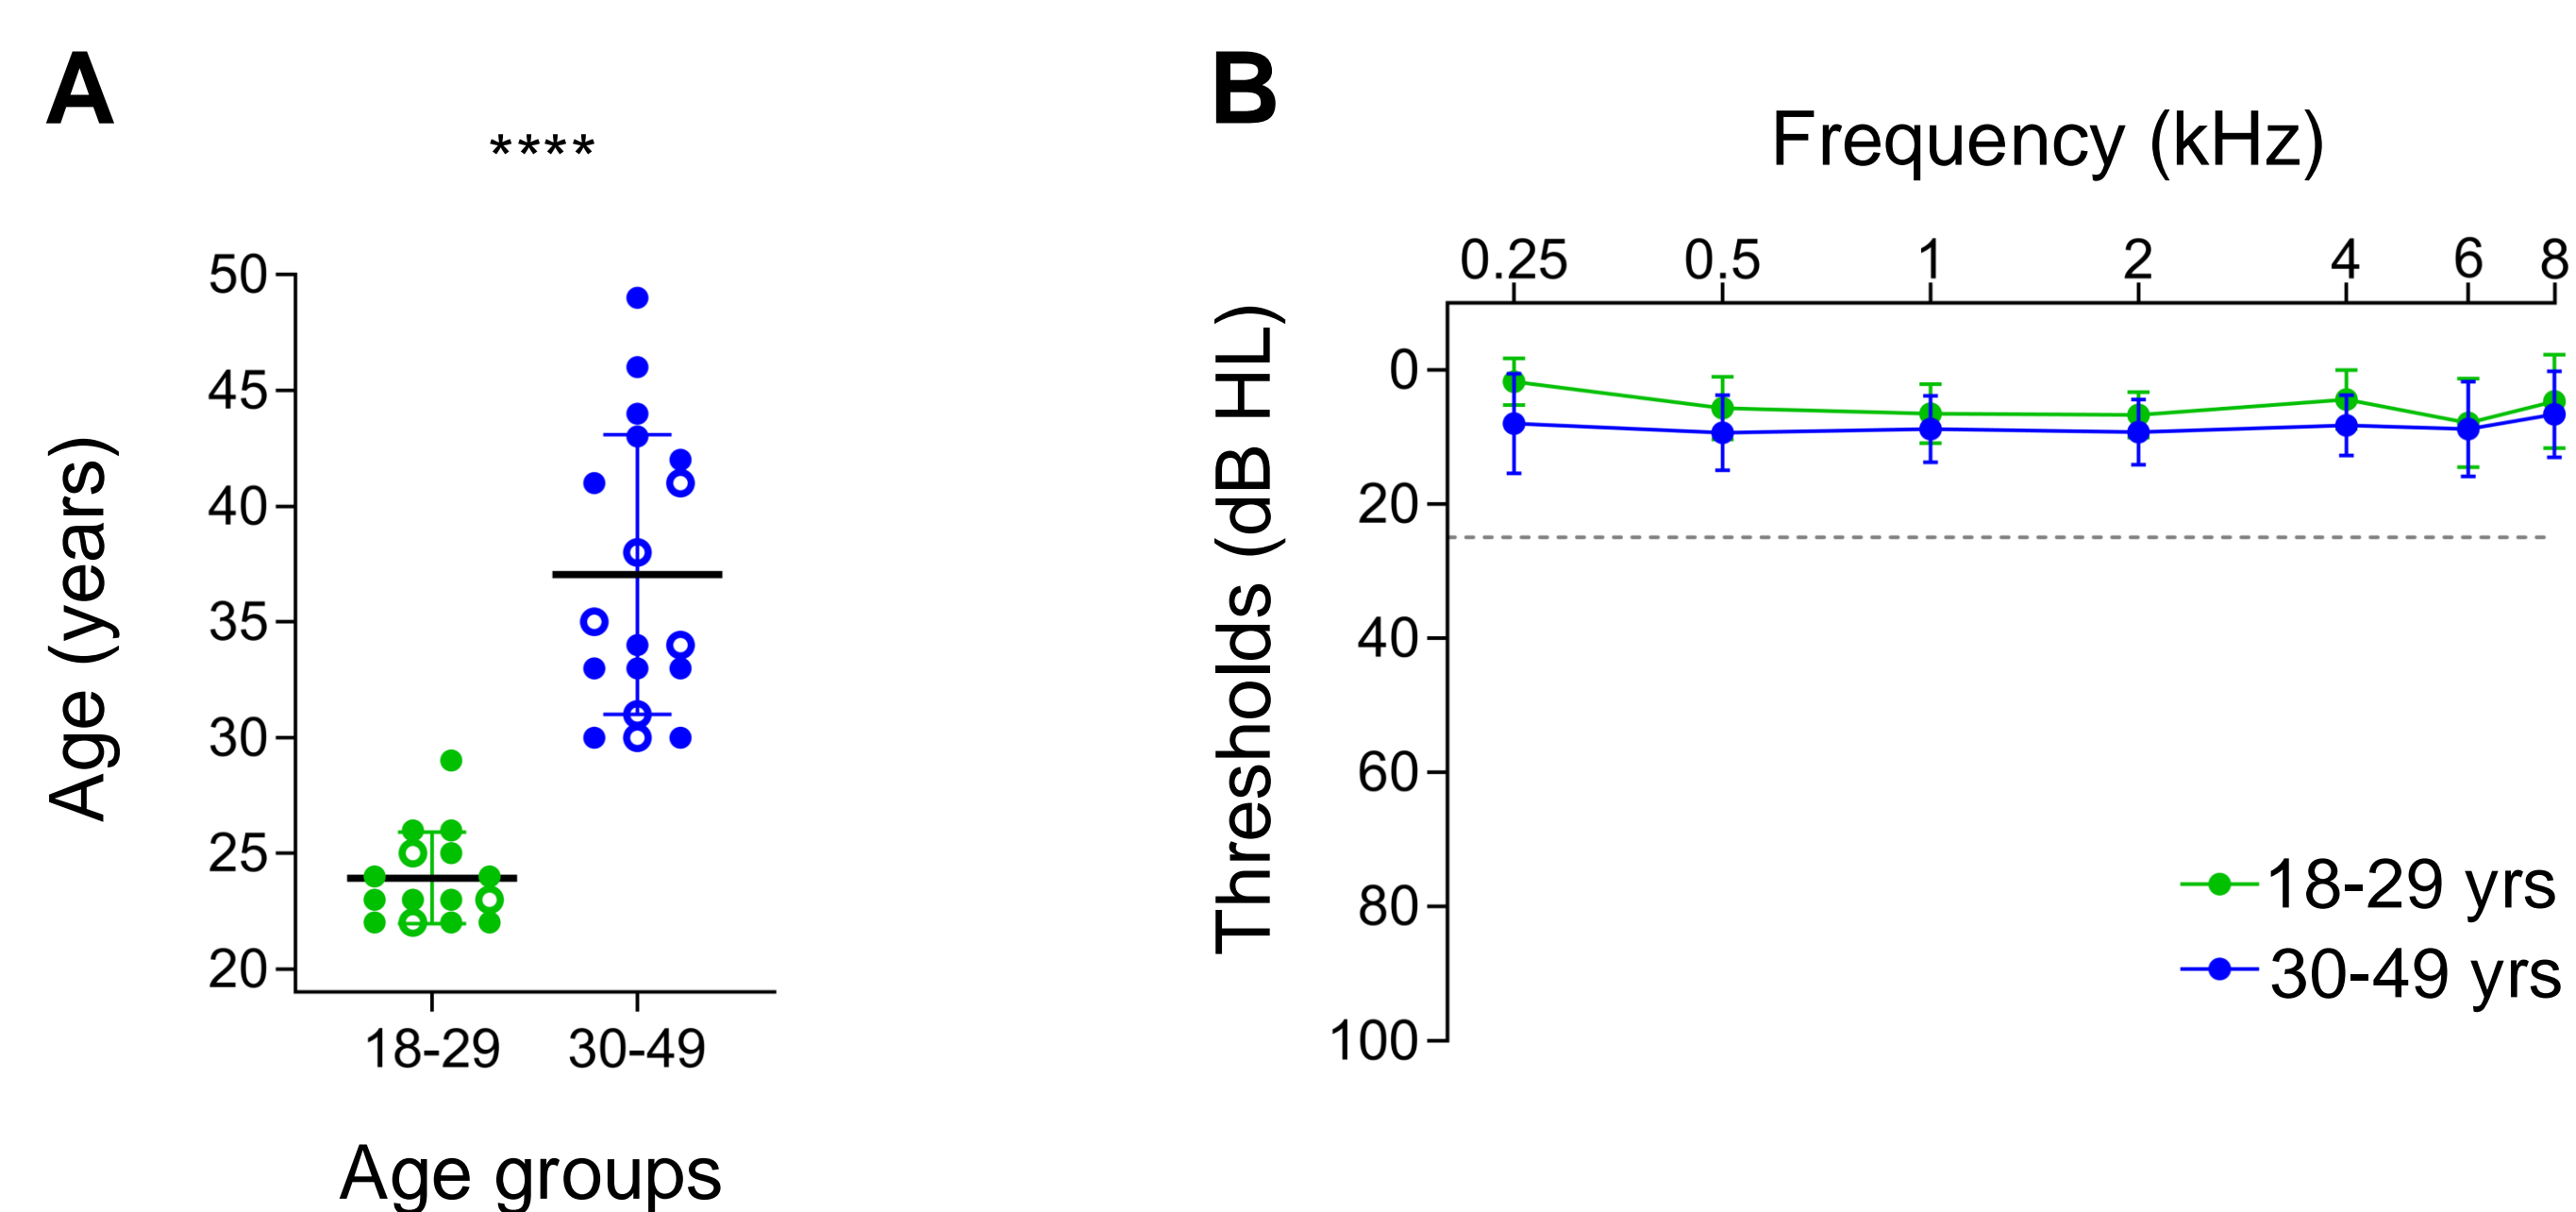 A
****
50
45
40
35
30
25
20
Age (years)
18-29
30-49
Age groups
B
Frequency (kHz)
0.25 0.5 1 2 4 6 8
Thresholds (dB HL)
0
20
40
60
80
100
18-29 yrs
30-49 yrs